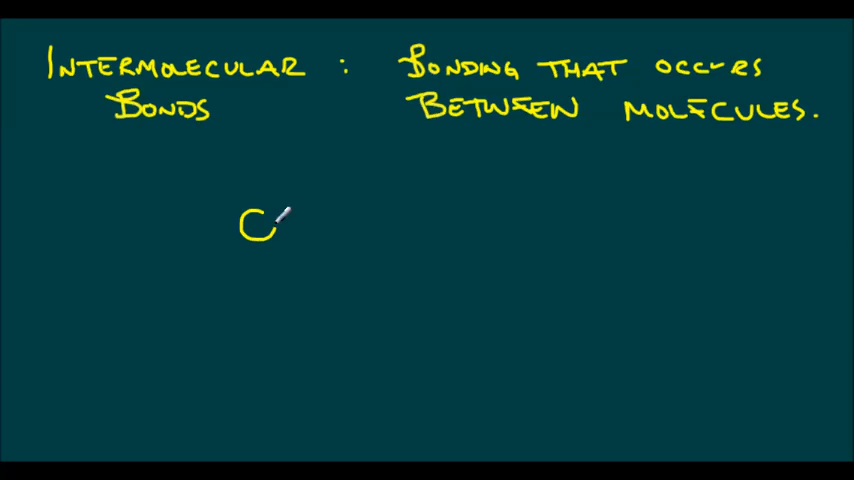 INTERMOLECULAR : BONDING THAT OCCURS
BONDS BETWEEN MOLECULES.